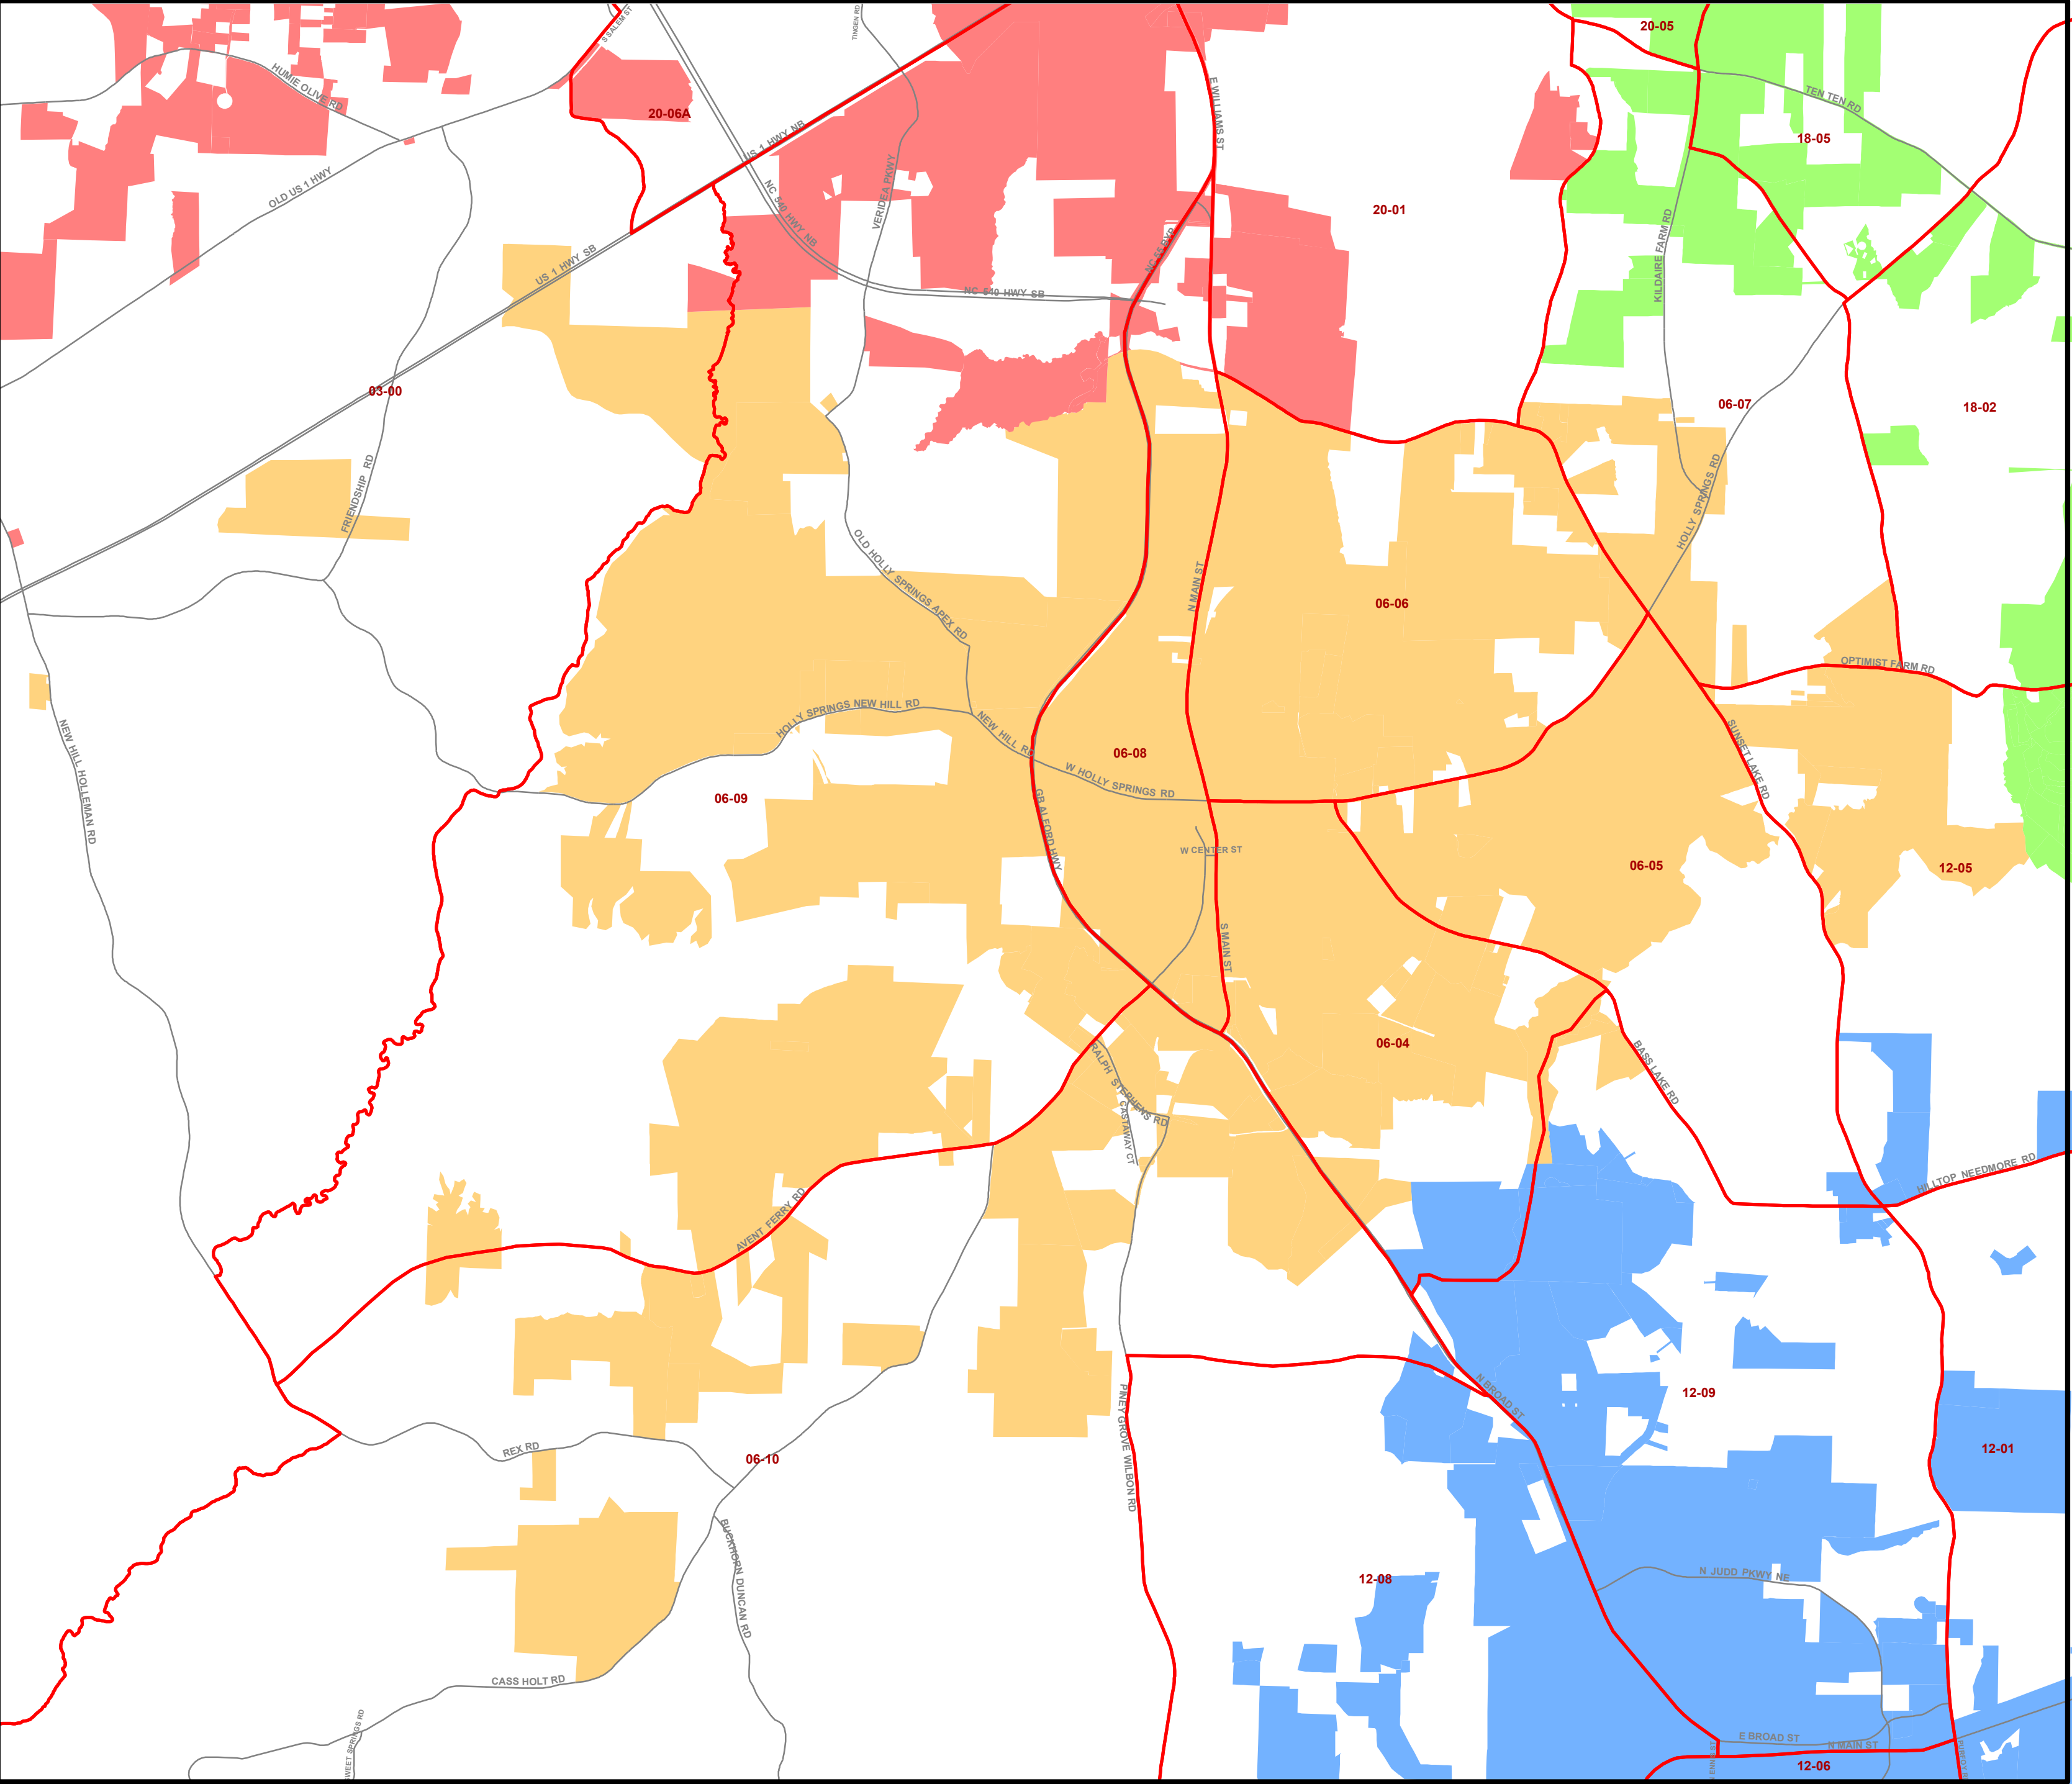 20-05
S SALEM ST
TINGEN RD
HUMIE OLIVE RD
E WILLIAMS ST
TEN TEN RD
20-06A
18-05
US 1 HWY NB
OLD US 1 HWY
NC 540 HWY NB
VERIDEA PKWY
20-01
KILDAIRE FARM RD
NC 55 BYP
US 1 HWY SB
NC 540 HWY SB
03-00
06-07
18-02
FRIENDSHIP RD
HOLLY SPRINGS RD
OLD HOLLY SPRINGS APEX RD
N MAIN ST
06-06
OPTIMIST FARM RD
HOLLY SPRINGS NEW HILL RD
NEW HILL RD
06-08
SUNSET LAKE RD
NEW HILL HOLLEMAN RD
W HOLLY SPRINGS RD
06-09
GB ALFORD HWY
W CENTER ST
06-05
12-05
S MAIN ST
06-04
RALPH STEPHENS RD
BASS LAKE RD
CASTAWAY CT
HILLTOP NEEDMORE RD
AVENT FERRY RD
N BROAD ST
12-09
PINEY GROVE WILBON RD
REX RD
06-10
12-01
BUCKHORN DUNCAN RD
12-08
N JUDD PKWY NE
CASS HOLT RD
SWEET SPRINGS RD
E BROAD ST
N MAIN ST
N ENNIS ST
12-06